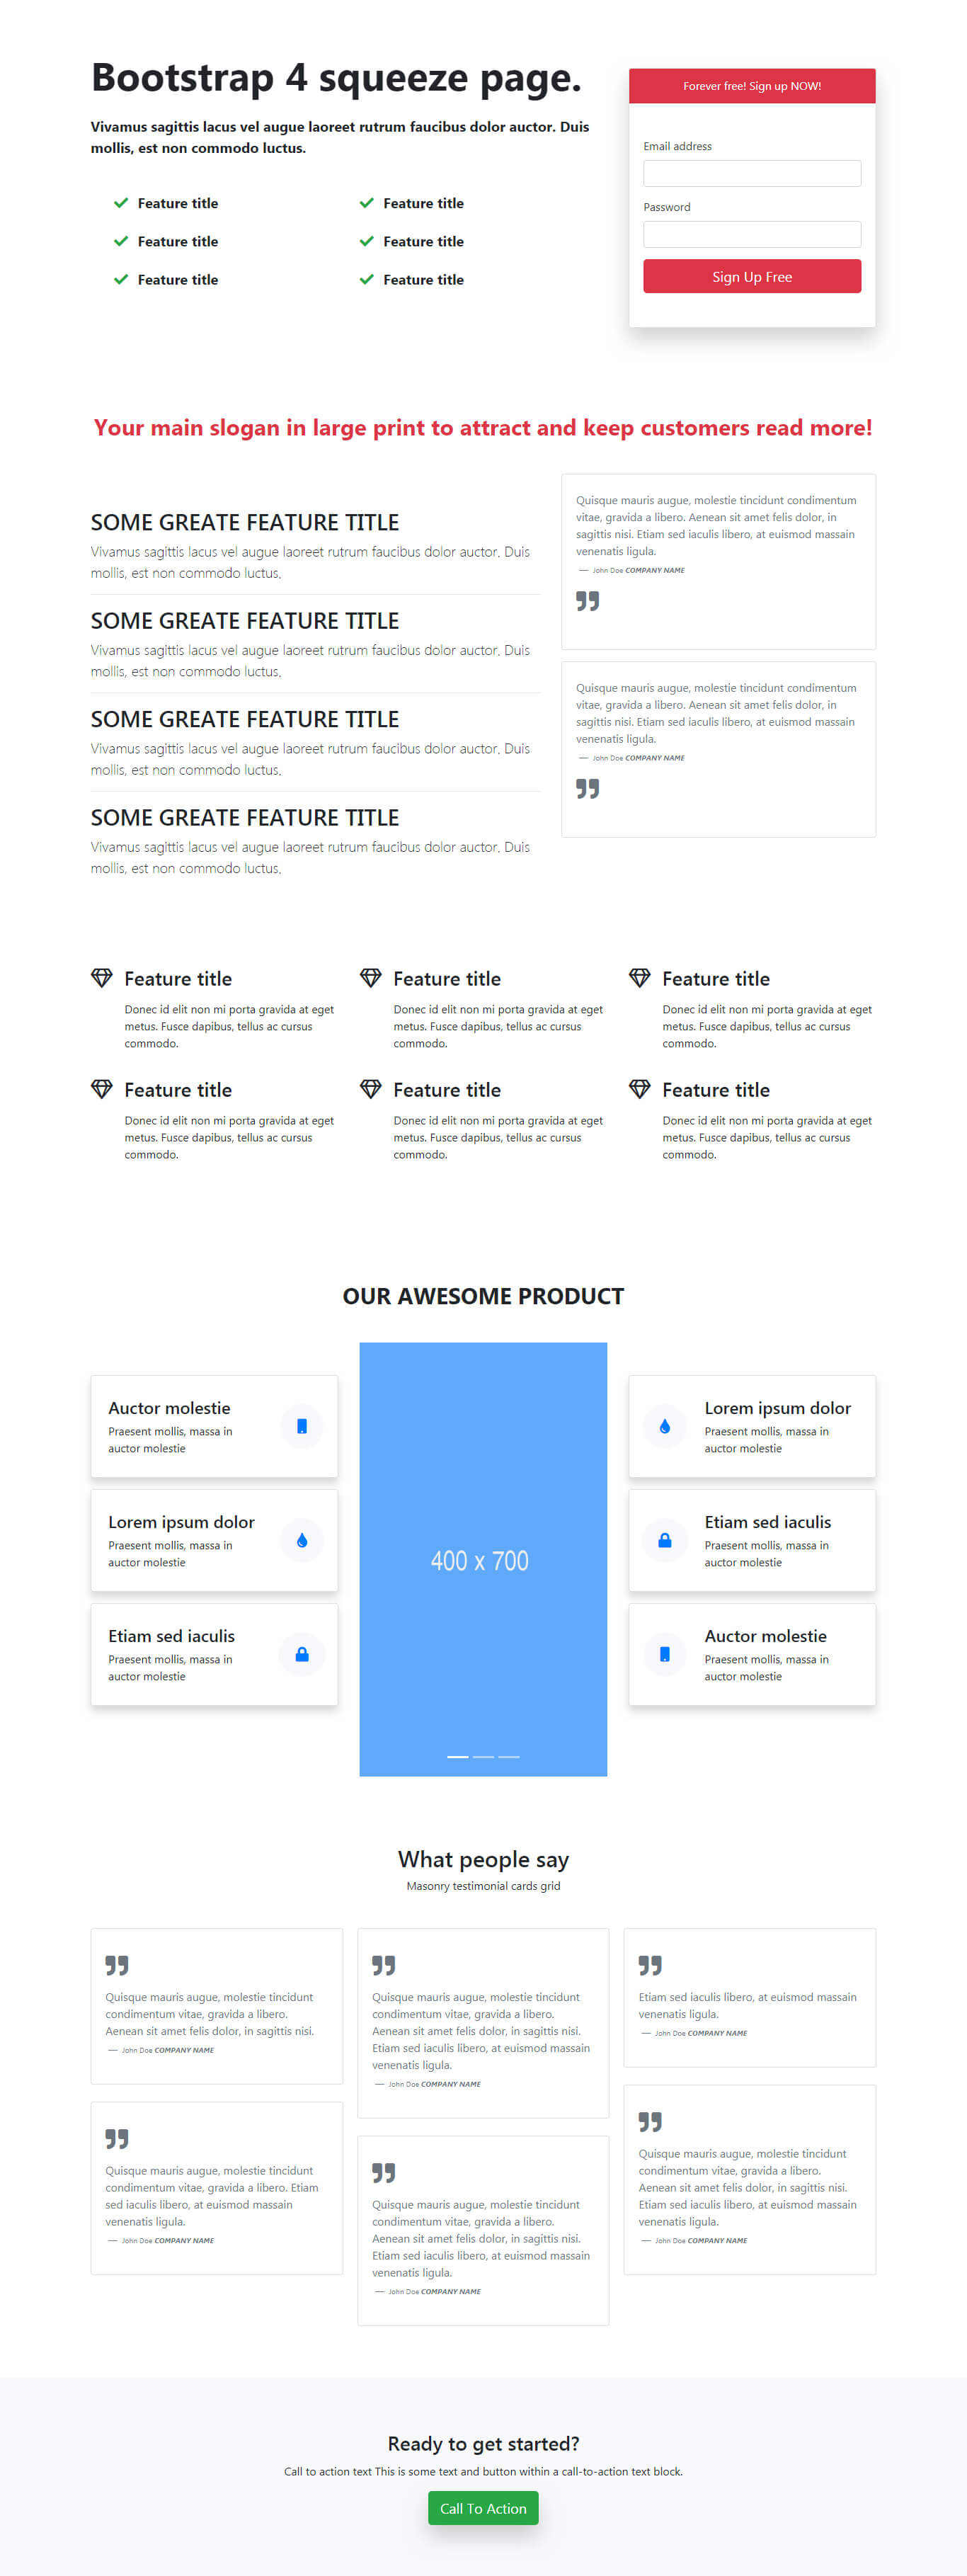 Bootstrap 4 squeeze page.
Vivamus sagittis lacus vel augue laoreet rutrum faucibus dolor auctor. Duis
mollis, est non commodo luctus.
Feature title
Feature title
Feature title
Feature title
Feature title
Feature title
Forever free! Sign up NOW!
Email address
Password
Sign Up Free
Your main slogan in large print to attract and keep customers read more!
SOME GREATE FEATURE TITLE
Vivamus sagittis lacus vel augue laoreet rutrum faucibus dolor auctor. Duis
mollis, est non commodo luctus.
SOME GREATE FEATURE TITLE
Vivamus sagittis lacus vel augue laoreet rutrum faucibus dolor auctor. Duis
mollis, est non commodo luctus.
SOME GREATE FEATURE TITLE
Vivamus sagittis lacus vel augue laoreet rutrum faucibus dolor auctor. Duis
mollis, est non commodo luctus.
SOME GREATE FEATURE TITLE
Vivamus sagittis lacus vel augue laoreet rutrum faucibus dolor auctor. Duis
mollis, est non commodo luctus.
Quisque mauris augue, molestie tincidunt condimentum
vitae, gravida a libero. Aenean sit amet felis dolor, in
sagittis nisi. Etiam sed iaculis libero, at euismod massain
venenatis ligula.
— John Doe COMPANY NAME
Quisque mauris augue, molestie tincidunt condimentum
vitae, gravida a libero. Aenean sit amet felis dolor, in
sagittis nisi. Etiam sed iaculis libero, at euismod massain
venenatis ligula.
— John Doe COMPANY NAME
Feature title
Donec id elit non mi porta gravida at eget
metus. Fusce dapibus, tellus ac cursus
commodo.
Feature title
Donec id elit non mi porta gravida at eget
metus. Fusce dapibus, tellus ac cursus
commodo.
Feature title
Donec id elit non mi porta gravida at eget
metus. Fusce dapibus, tellus ac cursus
commodo.
Feature title
Donec id elit non mi porta gravida at eget
metus. Fusce dapibus, tellus ac cursus
commodo.
Feature title
Donec id elit non mi porta gravida at eget
metus. Fusce dapibus, tellus ac cursus
commodo.
Feature title
Donec id elit non mi porta gravida at eget
metus. Fusce dapibus, tellus ac cursus
commodo.
OUR AWESOME PRODUCT
Auctor molestie
Praesent mollis, massa in
auctor molestie
Lorem ipsum dolor
Praesent mollis, massa in
auctor molestie
Etiam sed iaculis
Praesent mollis, massa in
auctor molestie
400 x 700
Lorem ipsum dolor
Praesent mollis, massa in
auctor molestie
Etiam sed iaculis
Praesent mollis, massa in
auctor molestie
Auctor molestie
Praesent mollis, massa in
auctor molestie
What people say
Masonry testimonial cards grid
Quisque mauris augue, molestie tincidunt
condimentum vitae, gravida a libero.
Aenean sit amet felis dolor, in sagittis nisi.
— John Doe COMPANY NAME
Quisque mauris augue, molestie tincidunt
condimentum vitae, gravida a libero. Etiam
sed iaculis libero, at euismod massain
venenatis ligula.
— John Doe COMPANY NAME
Quisque mauris augue, molestie tincidunt
condimentum vitae, gravida a libero.
Aenean sit amet felis dolor, in sagittis nisi.
Etiam sed iaculis libero, at euismod massain
venenatis ligula.
— John Doe COMPANY NAME
Quisque mauris augue, molestie tincidunt
condimentum vitae, gravida a libero.
Aenean sit amet felis dolor, in sagittis nisi.
Etiam sed iaculis libero, at euismod massain
venenatis ligula.
— John Doe COMPANY NAME
Etiam sed iaculis libero, at euismod massain
venenatis ligula.
— John Doe COMPANY NAME
Quisque mauris augue, molestie tincidunt
condimentum vitae, gravida a libero.
Aenean sit amet felis dolor, in sagittis nisi.
Etiam sed iaculis libero, at euismod massain
venenatis ligula.
— John Doe COMPANY NAME
Ready to get started?
Call to action text This is some text and button within a call-to-action text block.
Call To Action